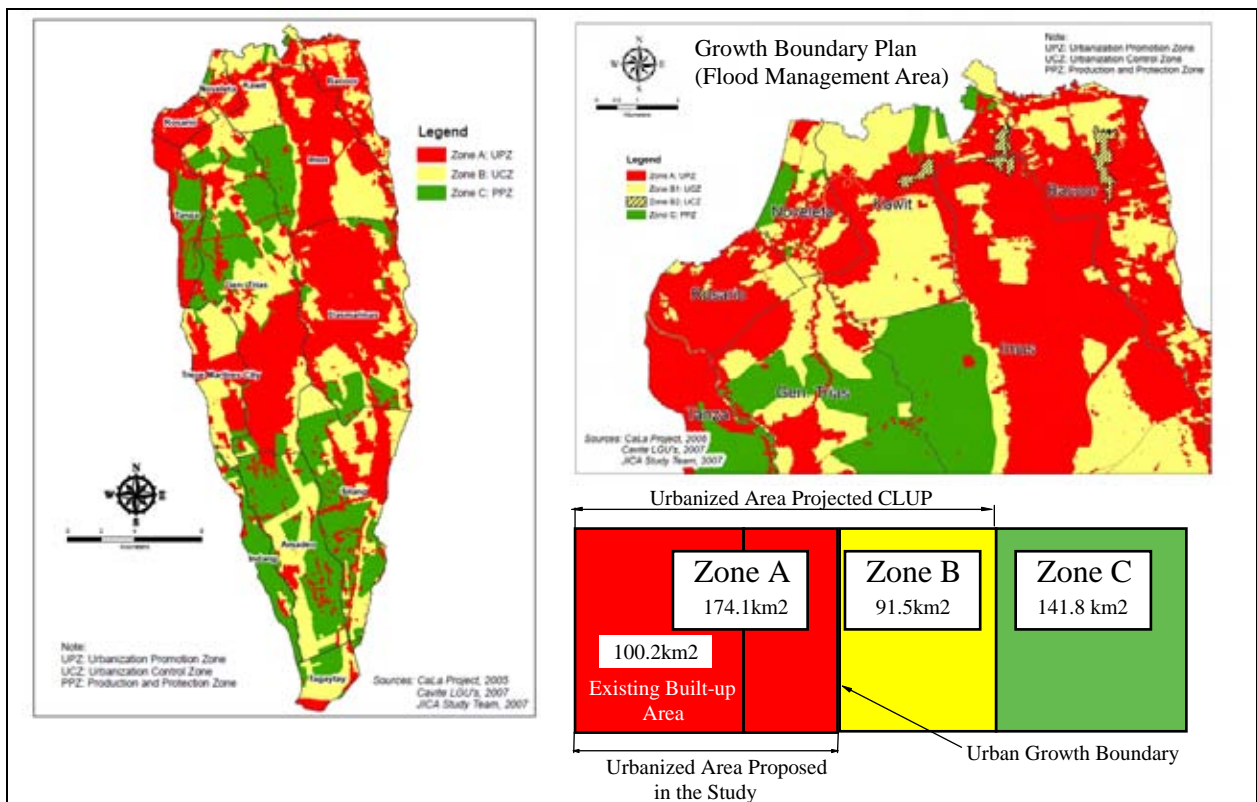 Noveleta
Kawit
Bacoor
Rosario
Imus
Tanza
Gen. Trias
Dasmariñas
Trece Martires City
Silang
Amadeo
Indang
Tagaytay
Legend
Zone A: UPZ
Zone B: UCZ
Zone C: PPZ
N
W
E
S
Kilometers
Note:
UPZ: Urbanization Promotion Zone
UCZ: Urbanization Control Zone
PPZ: Production and Protection Zone
Sources: CaLa Project, 2005
Cavite LGU's, 2007
JICA Study Team, 2007
Growth Boundary Plan
(Flood Management Area)
Note:
UPZ: Urbanization Promotion Zone
UCZ: Urbanization Control Zone
PPZ: Production and Protection Zone
N
W
E
S
Kilometers
Legend
Zone A: UPZ
Zone B1: UCZ
Zone B2: UCZ
Zone C: PPZ
Noveleta
Kawit
Bacoor
Rosario
Imus
Gen. Trias
Tanza
Sources: CaLa Project, 2005
Cavite LGU's, 2007
JICA Study Team, 2007
Urbanized Area Projected CLUP
Zone A
174.1km2
Zone B
91.5km2
Zone C
141.8 km2
100.2km2
Existing Built-up
Area
Urban Growth Boundary
Urbanized Area Proposed
in the Study